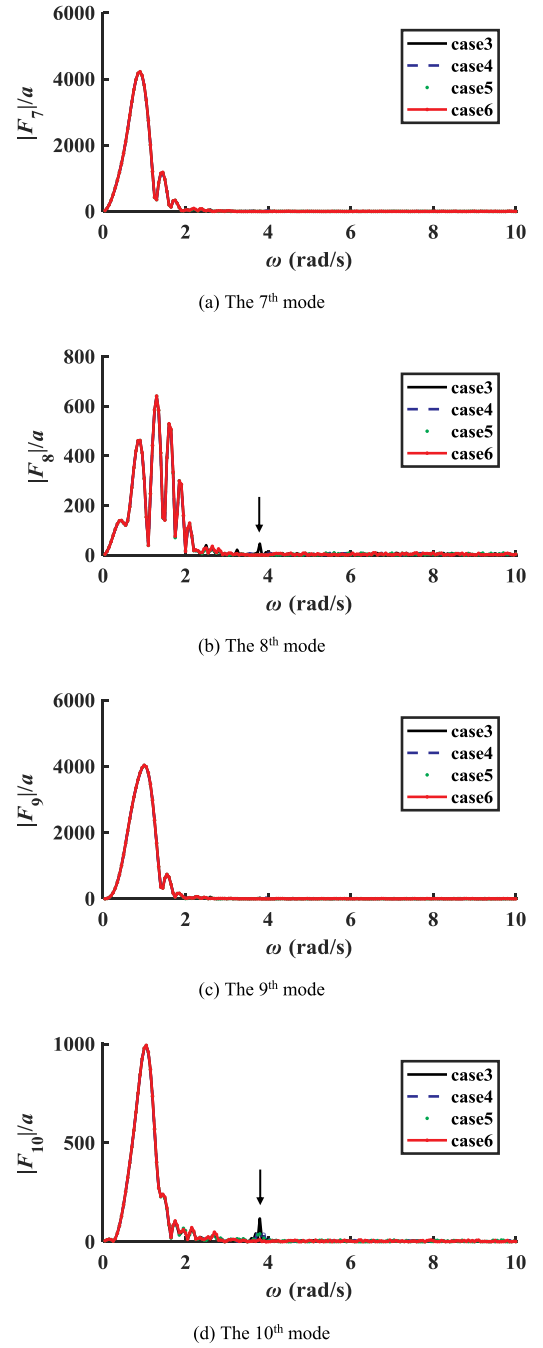 6000
4000
2000
0
|F7|/a
case3
case4
case5
case6
0 2 4 6 8 10
ω (rad/s)
(a) The 7th mode
800
600
400
200
0
|F8|/a
case3
case4
case5
case6
0 2 4 6 8 10
ω (rad/s)
(b) The 8th mode
6000
4000
2000
0
|F9|/a
case3
case4
case5
case6
0 2 4 6 8 10
ω (rad/s)
(c) The 9th mode
1000
500
0
|F10|/a
case3
case4
case5
case6
0 2 4 6 8 10
ω (rad/s)
(d) The 10th mode